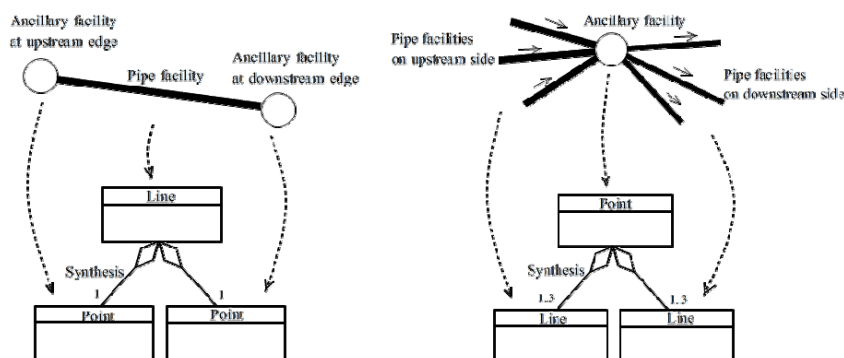 Ancillary facility
at upstream edge
Pipe facility
Ancillary facility
at downstream edge
Line
Synthesis
1
1
Point
Point
Ancillary facility
Pipe facilities
on upstream side
Pipe facilities
on downstream side
Point
Synthesis
1..3
1..3
Line
Line